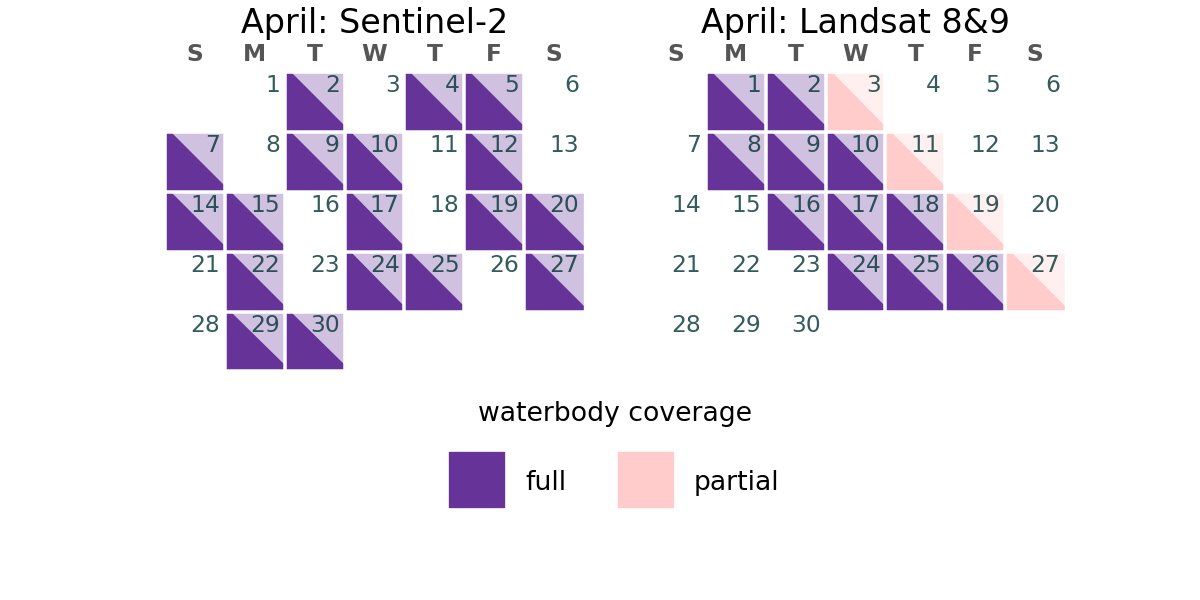 April: Sentinel-2
S M T W T F S
1 2 3 4 5 6
7 8 9 10 11 12 13
14 15 16 17 18 19 20
21 22 23 24 25 26 27
28 29 30
April: Landsat 8&9
S M T W T F S
1 2 3 4 5 6
7 8 9 10 11 12 13
14 15 16 17 18 19 20
21 22 23 24 25 26 27
28 29 30
waterbody coverage
full partial